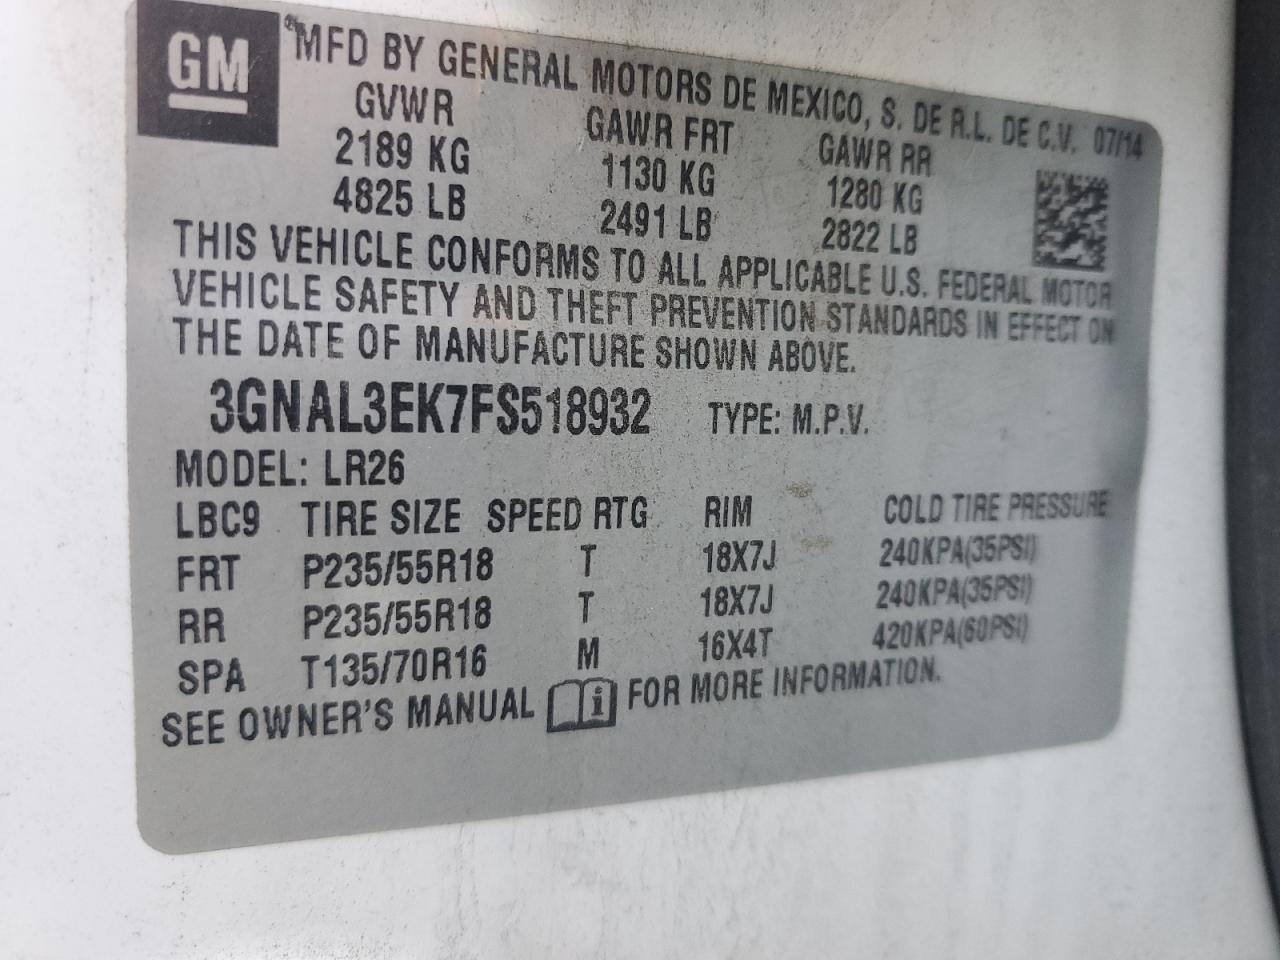 GM
MFD BY GENERAL MOTORS DE MEXICO, S. DE R.L. DE C.V. 07/14
GVWR GAWR FRT GAWR RR
2189 KG 1130 KG 1280 KG
4825 LB 2491 LB 2822 LB
THIS VEHICLE CONFORMS TO ALL APPLICABLE U.S. FEDERAL MOTOR
VEHICLE SAFETY AND THEFT PREVENTION STANDARDS IN EFFECT ON
THE DATE OF MANUFACTURE SHOWN ABOVE.
3GNAL3EK7FS518932 TYPE: M.P.V.
MODEL: LR26
LBC9 TIRE SIZE SPEED RTG RIM COLD TIRE PRESSURE
FRT P235/55R18 T 18X7J 240KPA(35PSI)
RR P235/55R18 T 18X7J 240KPA(35PSI)
SPA T135/70R16 M 16X4T 420KPA(60PSI)
SEE OWNER'S MANUAL i FOR MORE INFORMATION.